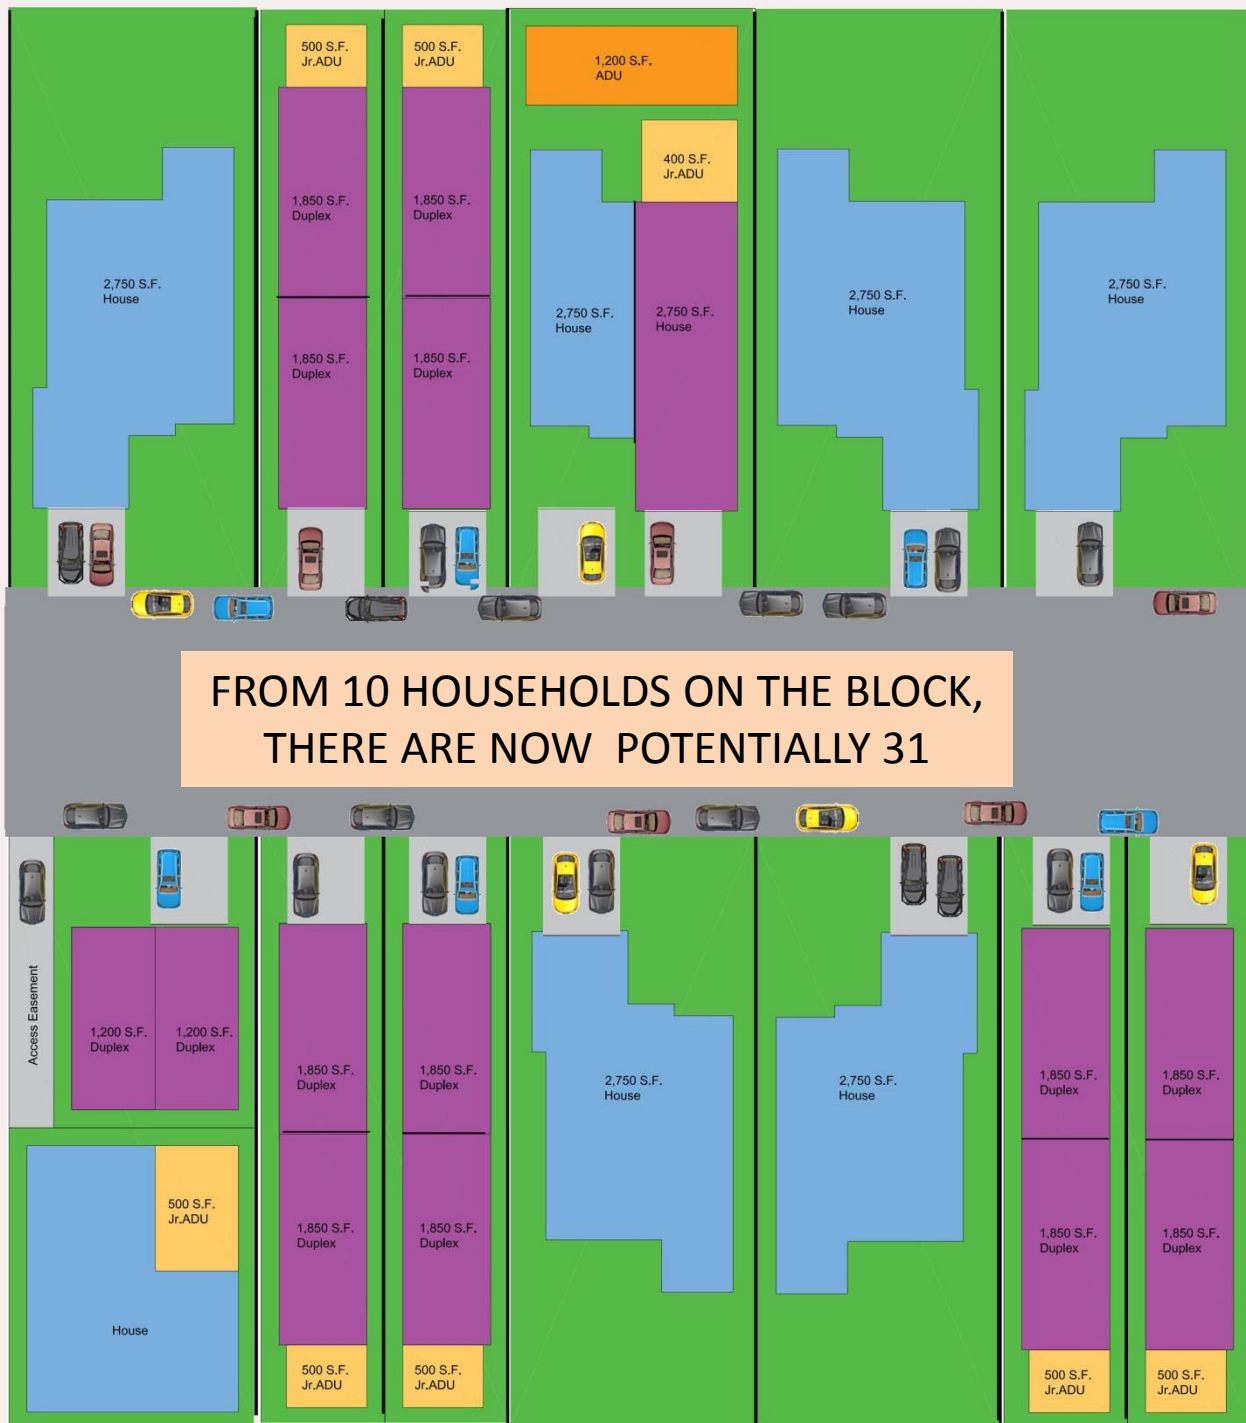 500 S.F.
Jr.ADU
500 S.F.
Jr.ADU
1,200 S.F.
ADU
400 S.F.
Jr.ADU
1,850 S.F.
Duplex
1,850 S.F.
Duplex
2,750 S.F.
House
2,750 S.F.
House
2,750 S.F.
House
2,750 S.F.
House
2,750 S.F.
House
1,850 S.F.
Duplex
1,850 S.F.
Duplex
FROM 10 HOUSEHOLDS ON THE BLOCK,
THERE ARE NOW POTENTIALLY 31
Access Easement
1,200 S.F.
Duplex
1,200 S.F.
Duplex
1,850 S.F.
Duplex
1,850 S.F.
Duplex
2,750 S.F.
House
2,750 S.F.
House
1,850 S.F.
Duplex
1,850 S.F.
Duplex
500 S.F.
Jr.ADU
1,850 S.F.
Duplex
1,850 S.F.
Duplex
1,850 S.F.
Duplex
1,850 S.F.
Duplex
House
500 S.F.
Jr.ADU
500 S.F.
Jr.ADU
500 S.F.
Jr.ADU
500 S.F.
Jr.ADU